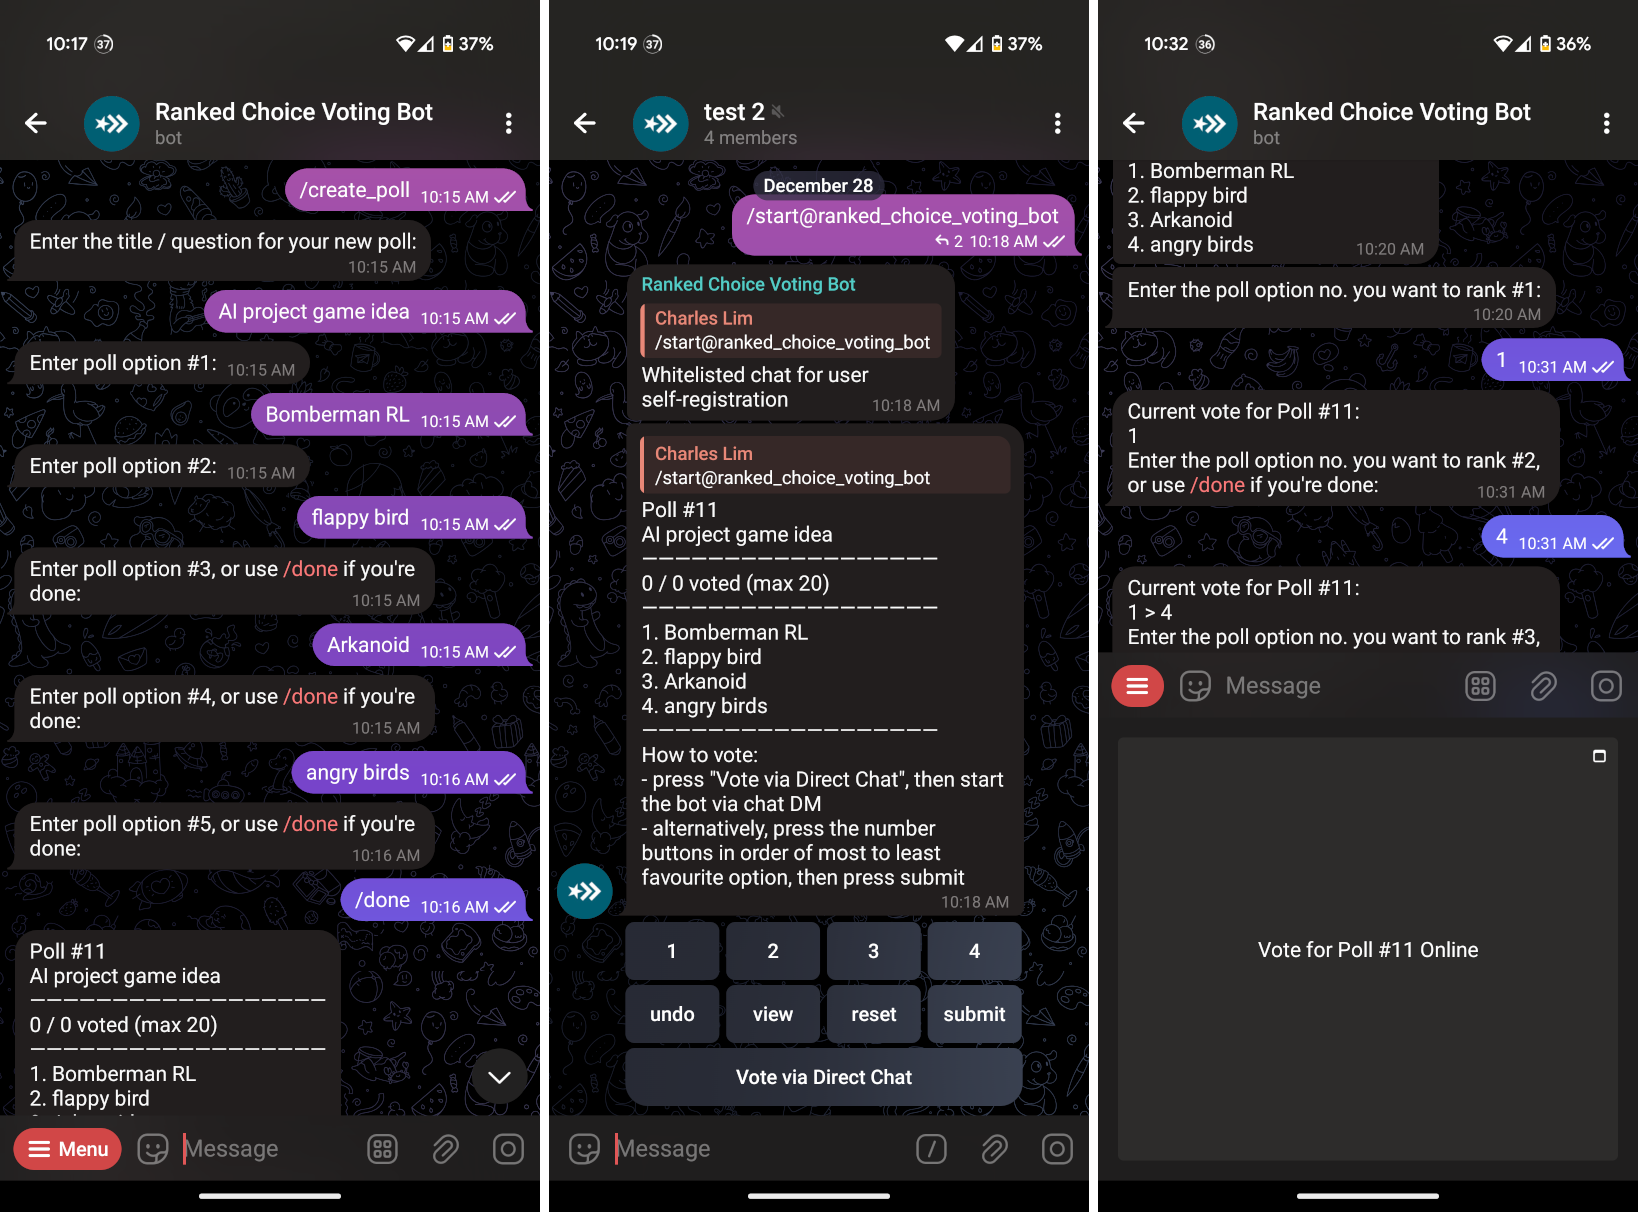 10:17 37 37%
Ranked Choice Voting Bot
bot
/create_poll 10:15 AM
Enter the title / question for your new poll:
10:15 AM
AI project game idea 10:15 AM
Enter poll option #1: 10:15 AM
Bomberman RL 10:15 AM
Enter poll option #2: 10:15 AM
flappy bird 10:15 AM
Enter poll option #3, or use /done if you're
done: 10:15 AM
Arkanoid 10:15 AM
Enter poll option #4, or use /done if you're
done: 10:15 AM
angry birds 10:16 AM
Enter poll option #5, or use /done if you're
done: 10:16 AM
/done 10:16 AM
Poll #11
AI project game idea
——————————————————
0 / 0 voted (max 20)
——————————————————
1. Bomberman RL
2. flappy bird
Menu Message
10:19 37 37%
test 2
4 members
December 28
/start@ranked_choice_voting_bot
2 10:18 AM
Ranked Choice Voting Bot
Charles Lim
/start@ranked_choice_voting_bot
Whitelisted chat for user
self-registration 10:18 AM
Charles Lim
/start@ranked_choice_voting_bot
Poll #11
AI project game idea
——————————————————
0 / 0 voted (max 20)
——————————————————
1. Bomberman RL
2. flappy bird
3. Arkanoid
4. angry birds
——————————————————
How to vote:
- press "Vote via Direct Chat", then start
the bot via chat DM
- alternatively, press the number
buttons in order of most to least
favourite option, then press submit
10:18 AM
1 2 3 4
undo view reset submit
Vote via Direct Chat
Message /
10:32 36 36%
Ranked Choice Voting Bot
bot
1. Bomberman RL
2. flappy bird
3. Arkanoid
4. angry birds 10:20 AM
Enter the poll option no. you want to rank #1:
10:20 AM
1 10:31 AM
Current vote for Poll #11:
1
Enter the poll option no. you want to rank #2,
or use /done if you're done: 10:31 AM
4 10:31 AM
Current vote for Poll #11:
1 > 4
Enter the poll option no. you want to rank #3,
Message
Vote for Poll #11 Online